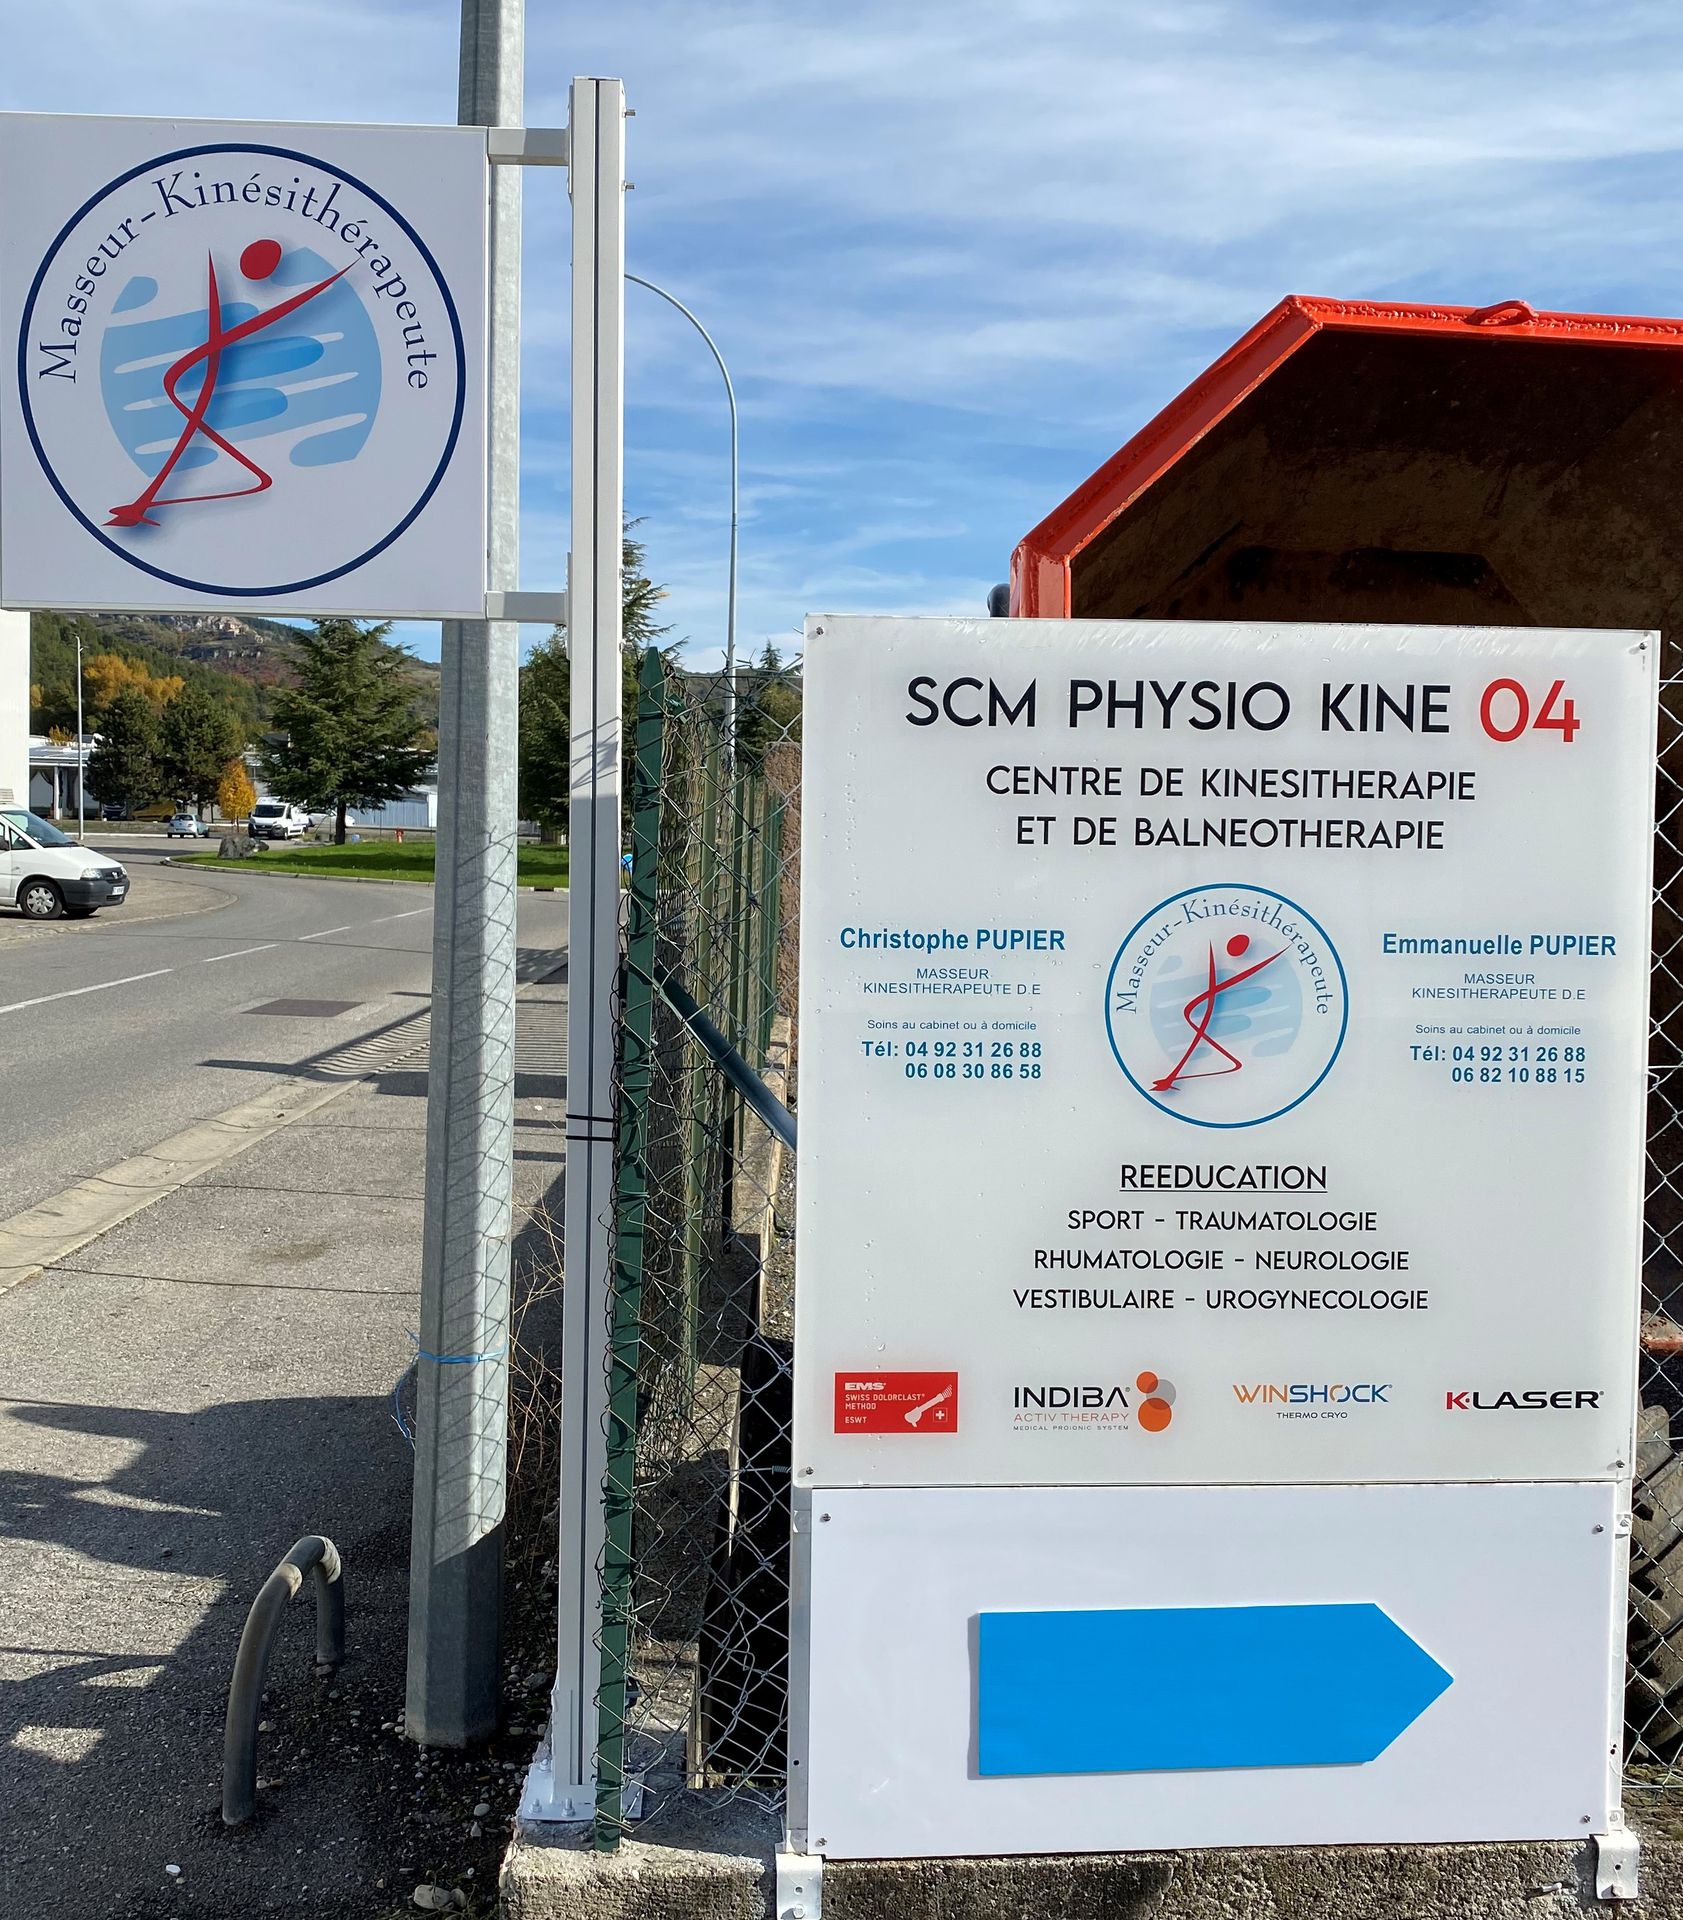 Masseur-Kinésithérapeute
SCM PHYSIO KINE 04
CENTRE DE KINESITHERAPIE
ET DE BALNEOTHERAPIE
Christophe PUPIER
MASSEUR
KINESITHERAPEUTE D.E
Soins au cabinet ou à domicile
Tél: 04 92 31 26 88
06 08 30 86 58
Masseur-Kinésithérapeute
Emmanuelle PUPIER
MASSEUR
KINESITHERAPEUTE D.E
Soins au cabinet ou à domicile
Tél: 04 92 31 26 88
06 82 10 88 15
REEDUCATION
SPORT - TRAUMATOLOGIE
RHUMATOLOGIE - NEUROLOGIE
VESTIBULAIRE - UROGYNECOLOGIE
EMS®
SWISS DOLORCLAST®
METHOD
ESWT
INDIBA®
ACTIV THERAPY
MEDICAL PROIONIC SYSTEM
WINSHOCK®
THERMO CRYO
K-LASER®